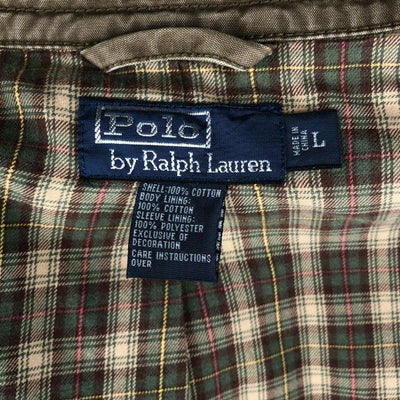 Polo
by Ralph Lauren
MADE IN
CHINA
L
SHELL:100% COTTON
BODY LINING:
100% COTTON
SLEEVE LINING:
100% POLYESTER
EXCLUSIVE OF
DECORATION
CARE INSTRUCTIONS
OVER